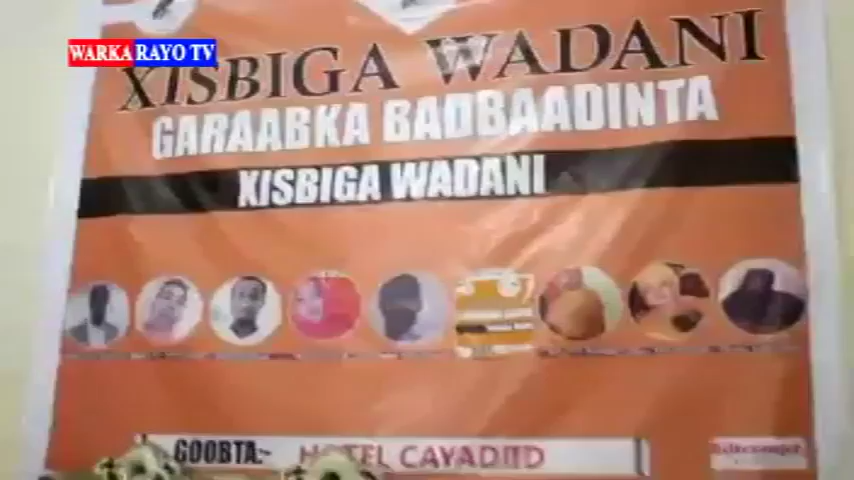 WARKA RAYO TV
XISBIGA WADANI
GARAABKA BADBAADINTA
XISBIGA WADANI
GOOBTA:- HOTEL CAYADIID